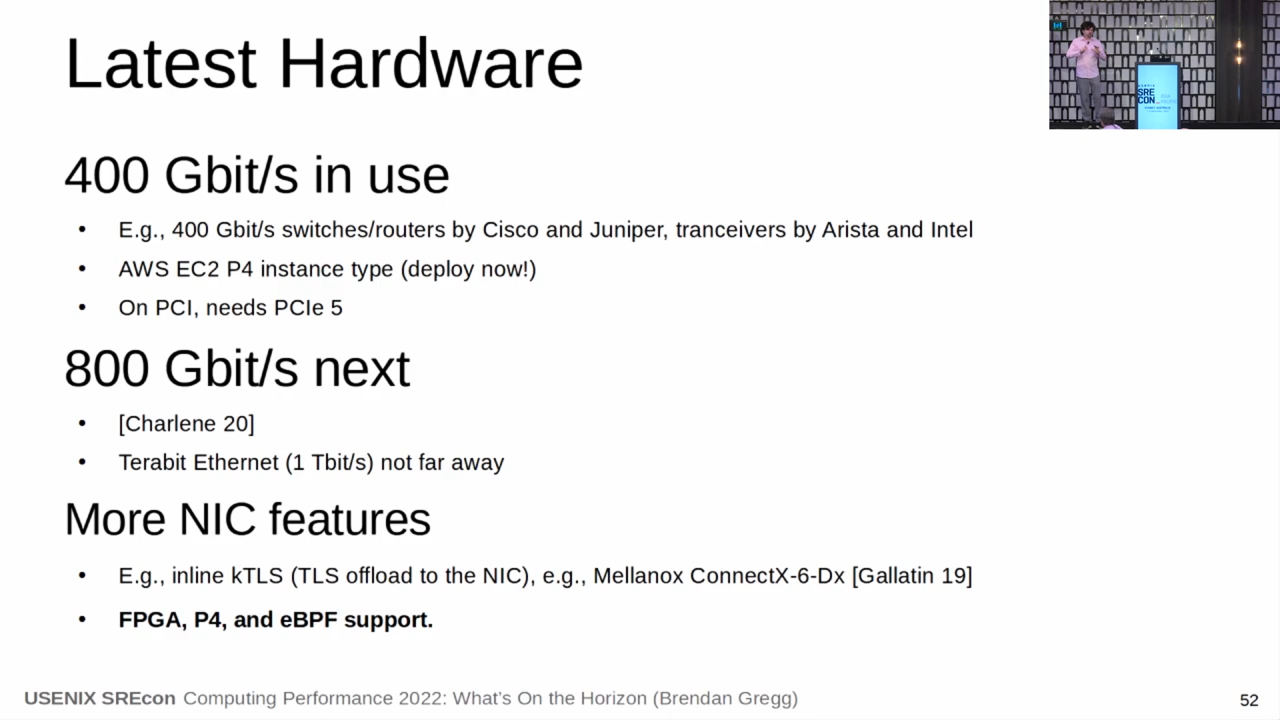 Latest Hardware
400 Gbit/s in use
• E.g., 400 Gbit/s switches/routers by Cisco and Juniper, tranceivers by Arista and Intel
• AWS EC2 P4 instance type (deploy now!)
• On PCI, needs PCIe 5
800 Gbit/s next
• [Charlene 20]
• Terabit Ethernet (1 Tbit/s) not far away
More NIC features
• E.g., inline kTLS (TLS offload to the NIC), e.g., Mellanox ConnectX-6-Dx [Gallatin 19]
• FPGA, P4, and eBPF support.
USENIX SREcon Computing Performance 2022: What's On the Horizon (Brendan Gregg)
52
SRE
CON